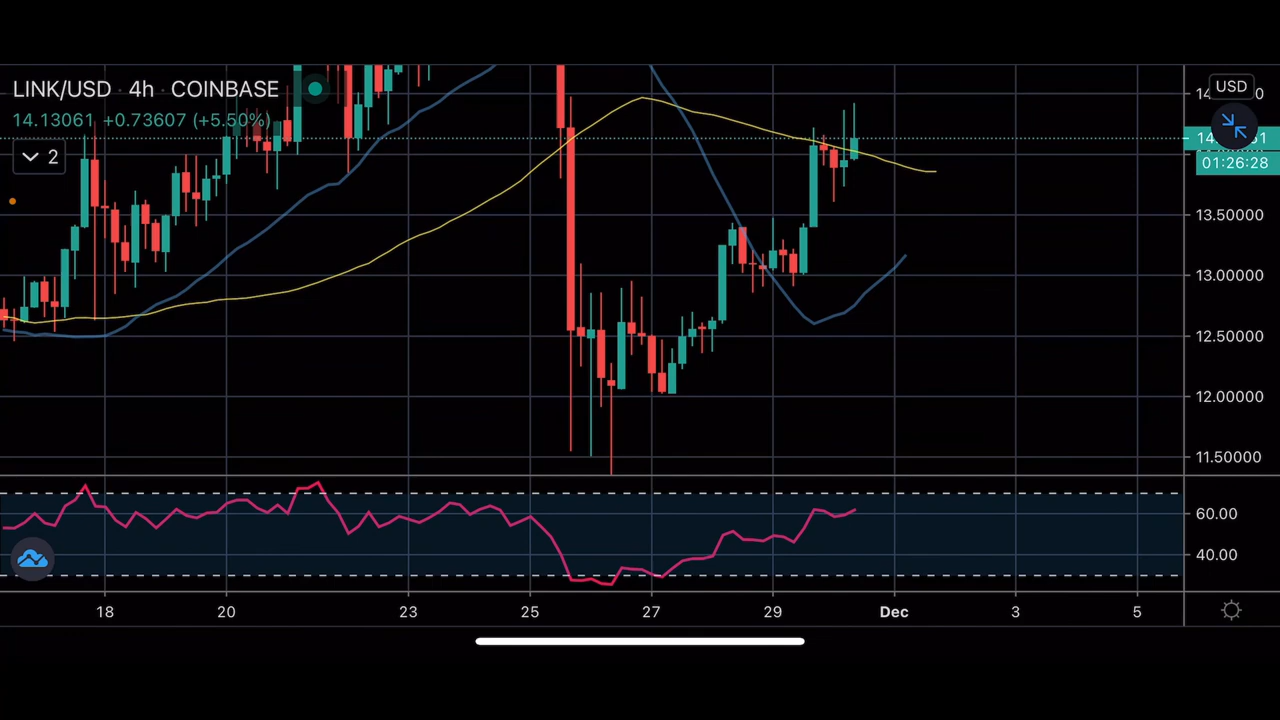 LINK/USD · 4h · COINBASE
14.13061 +0.73607 (+5.50%)
2
USD
01:26:28
13.50000
13.00000
12.50000
12.00000
11.50000
60.00
40.00
18 20 23 25 27 29 Dec 3 5